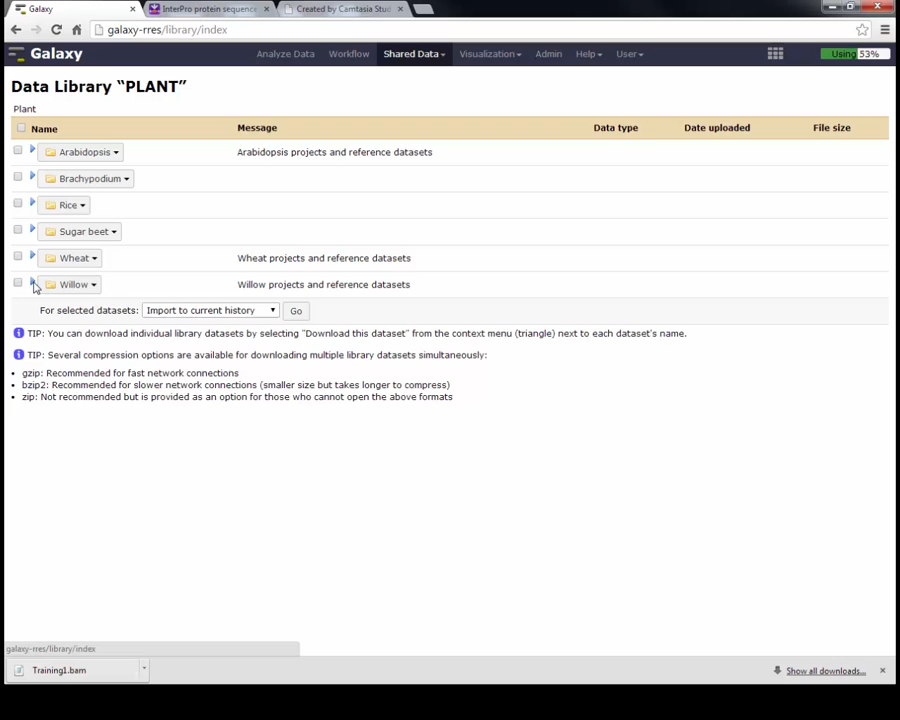 Galaxy
InterPro protein sequence
Created by Camtasia Stud
galaxy-rres/library/index
Galaxy
Analyze Data
Workflow
Shared Data
Visualization
Admin
Help
User
Using 53%
Data Library “PLANT”
Plant
Name
Message
Data type
Date uploaded
File size
Arabidopsis
Arabidopsis projects and reference datasets
Brachypodium
Rice
Sugar beet
Wheat
Wheat projects and reference datasets
Willow
Willow projects and reference datasets
For selected datasets:
Import to current history
Go
TIP: You can download individual library datasets by selecting "Download this dataset" from the context menu (triangle) next to each dataset's name.
TIP: Several compression options are available for downloading multiple library datasets simultaneously:
• gzip: Recommended for fast network connections
• bzip2: Recommended for slower network connections (smaller size but takes longer to compress)
• zip: Not recommended but is provided as an option for those who cannot open the above formats
galaxy-rres/library/index
Training1.bam
Show all downloads...